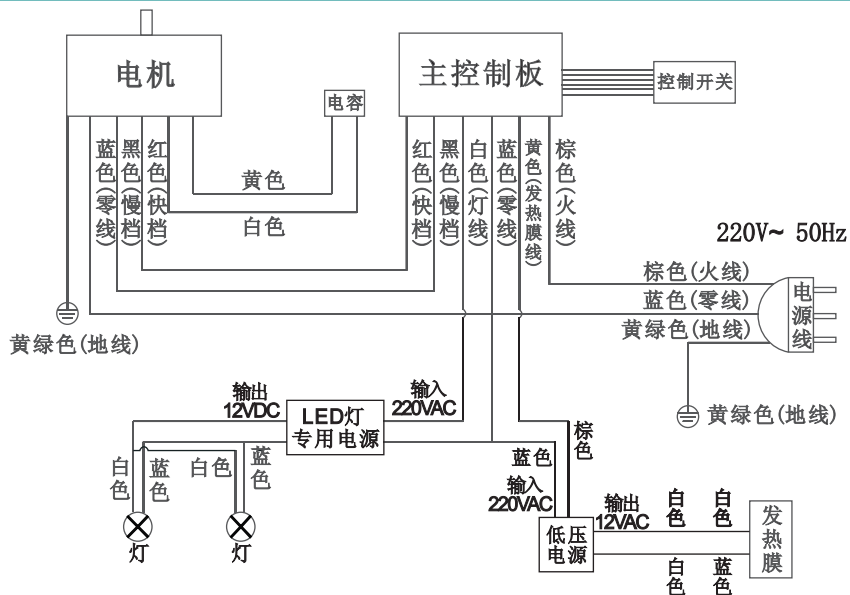 电机
主控制板
控制开关
电容
蓝色(零线)
黑色(慢档)
红色(快档)
黄色
白色
红色(快档)
黑色(慢档)
白色(灯线)
蓝色(零线)
黄色(发热膜线)
棕色(火线)
220V~ 50Hz
棕色(火线)
蓝色(零线)
黄绿色(地线)
电源线
黄绿色(地线)
黄绿色(地线)
输出
12VDC
LED灯
专用电源
输入
220VAC
白色
蓝色
白色
蓝色
灯
灯
棕色
蓝色
输入
220VAC
低压
电源
输出
12VAC
白色
白色
白色
蓝色
发热膜